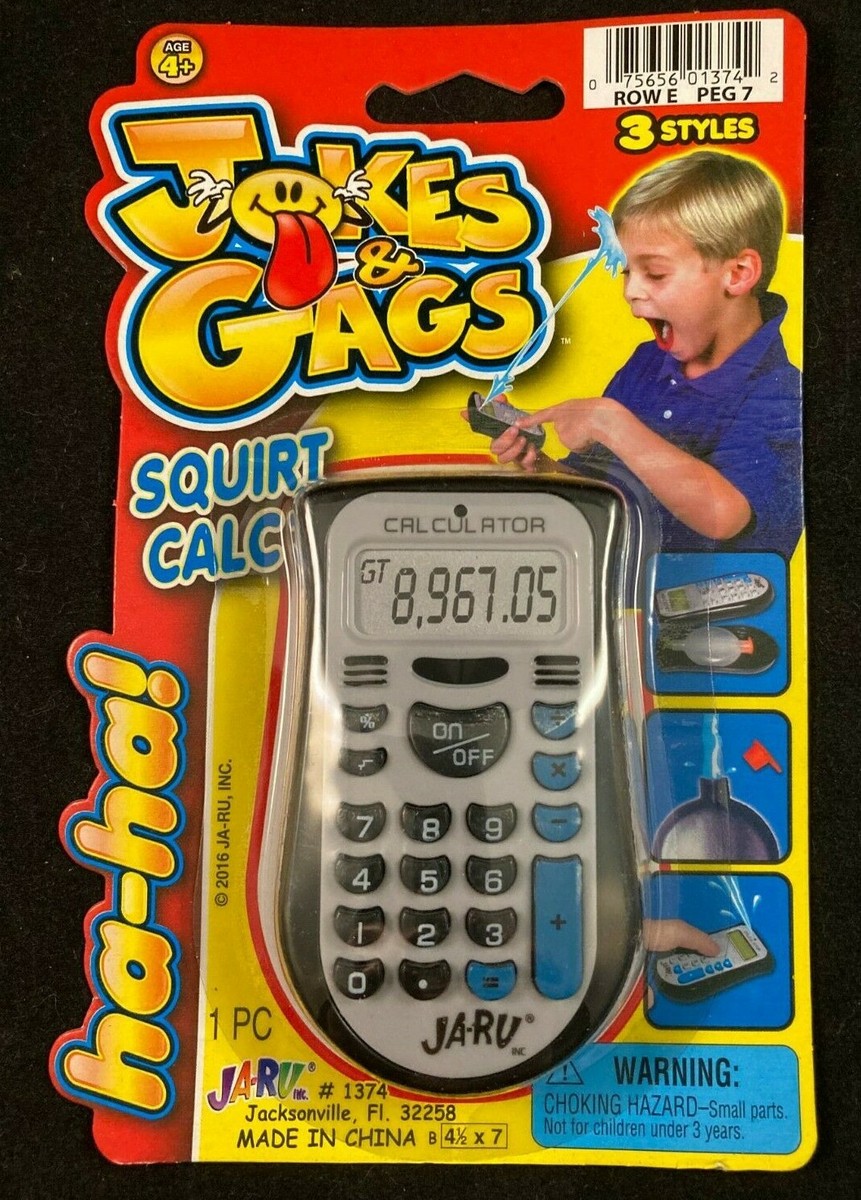 AGE
4+
0 75656 01374 2
ROW E PEG 7
3 STYLES
JOKES
&
GAGS
™
SQUIRT
CALC
CALCULATOR
GT 8,967.05
%
ON/OFF
÷
√
×
7 8 9 -
4 5 6
+
1 2 3
0 . =
JA-RU®
INC
ha-ha!
© 2016 JA-RU, INC.
1 PC
JA-RU® INC. # 1374
Jacksonville, Fl. 32258
MADE IN CHINA B 4½ x 7
WARNING:
CHOKING HAZARD–Small parts.
Not for children under 3 years.